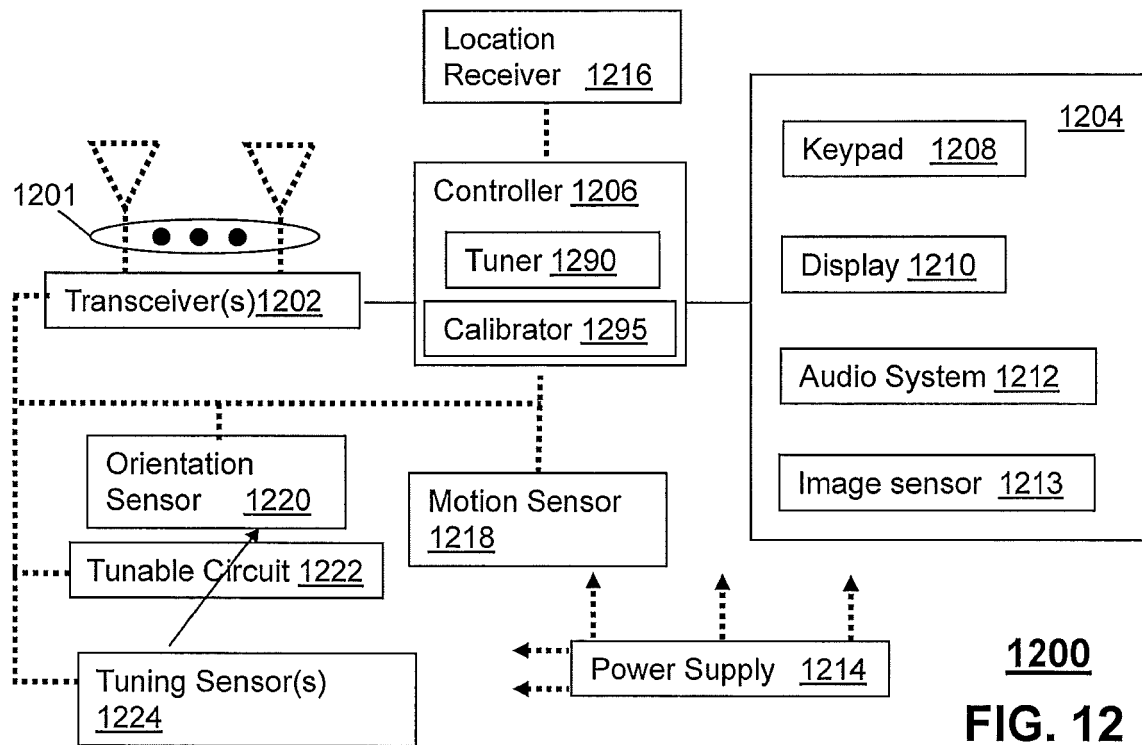 Location
Receiver 1216
1204
Keypad 1208
1201
Controller 1206
Tuner 1290
Display 1210
Transceiver(s)1202
Calibrator 1295
Audio System 1212
Orientation
Sensor 1220
Motion Sensor
1218
Image sensor 1213
Tunable Circuit 1222
Tuning Sensor(s)
1224
Power Supply 1214
1200
FIG. 12